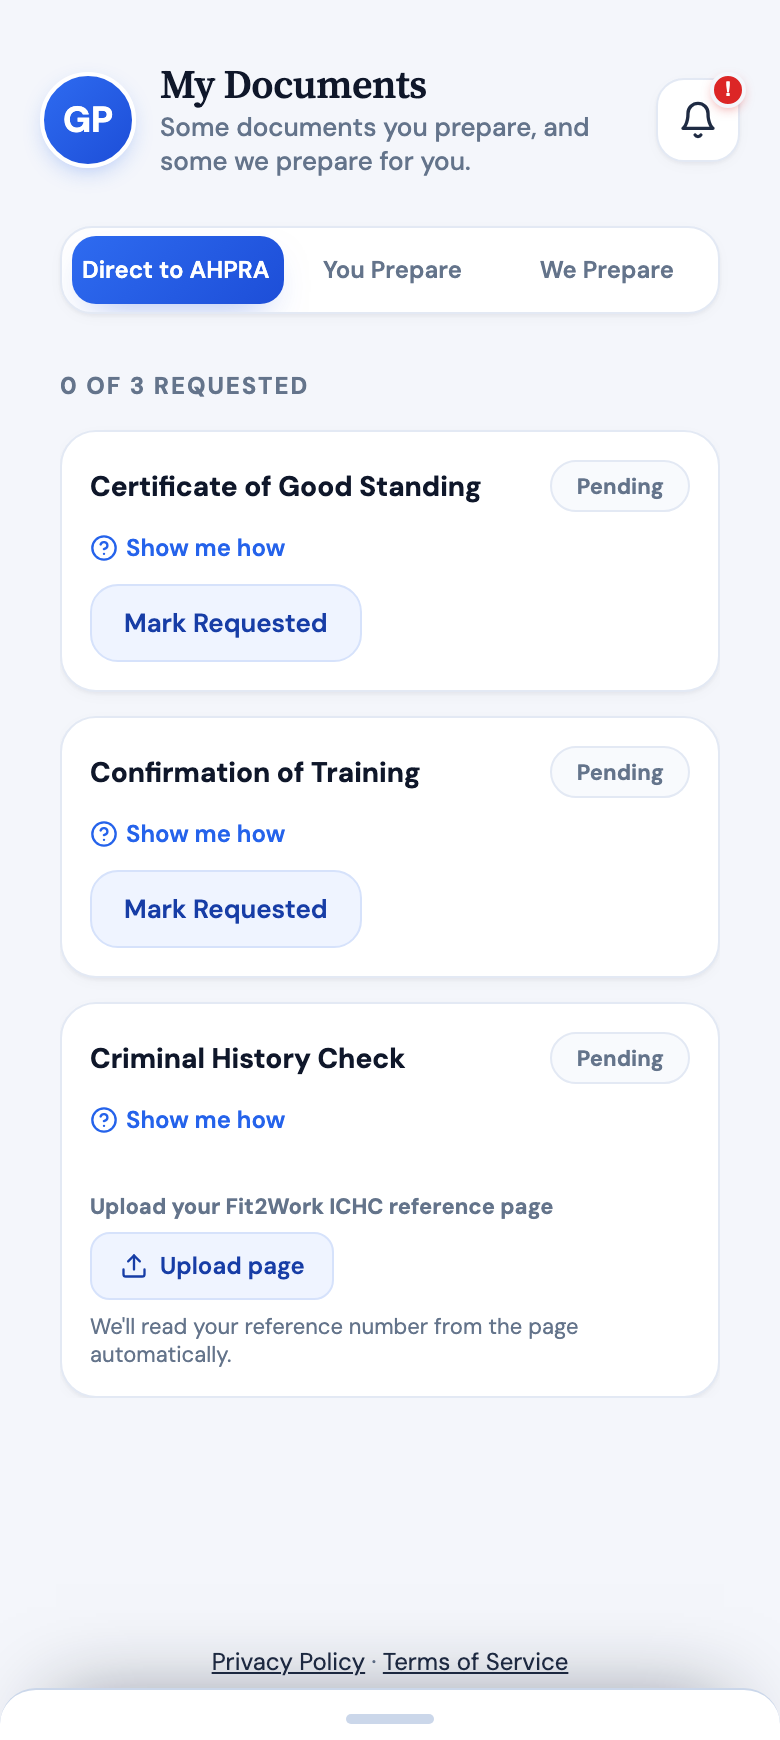 GP
My Documents
Some documents you prepare, and
some we prepare for you.
!
Direct to AHPRA
You Prepare
We Prepare
0 OF 3 REQUESTED
Certificate of Good Standing
Pending
Show me how
Mark Requested
Confirmation of Training
Pending
Show me how
Mark Requested
Criminal History Check
Pending
Show me how
Upload your Fit2Work ICHC reference page
Upload page
We'll read your reference number from the page
automatically.
Privacy Policy · Terms of Service